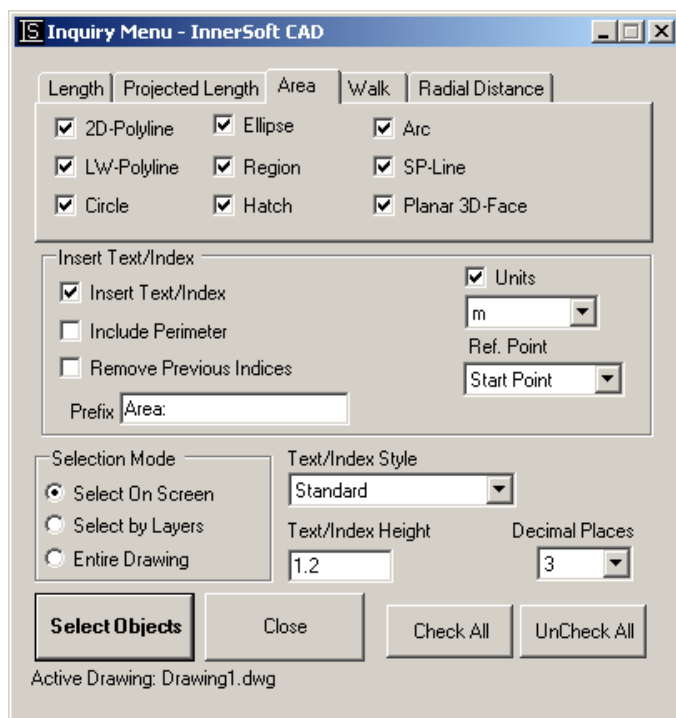 IS Inquiry Menu - InnerSoft CAD
Length Projected Length Area Walk Radial Distance
2D-Polyline Ellipse Arc
LW-Polyline Region SP-Line
Circle Hatch Planar 3D-Face
Insert Text/Index
Insert Text/Index
Include Perimeter
Remove Previous Indices
Prefix Area:
Units
m
Ref. Point
Start Point
Selection Mode
Select On Screen
Select by Layers
Entire Drawing
Text/Index Style
Standard
Text/Index Height Decimal Places
1.2 3
Select Objects Close Check All UnCheck All
Active Drawing: Drawing1.dwg